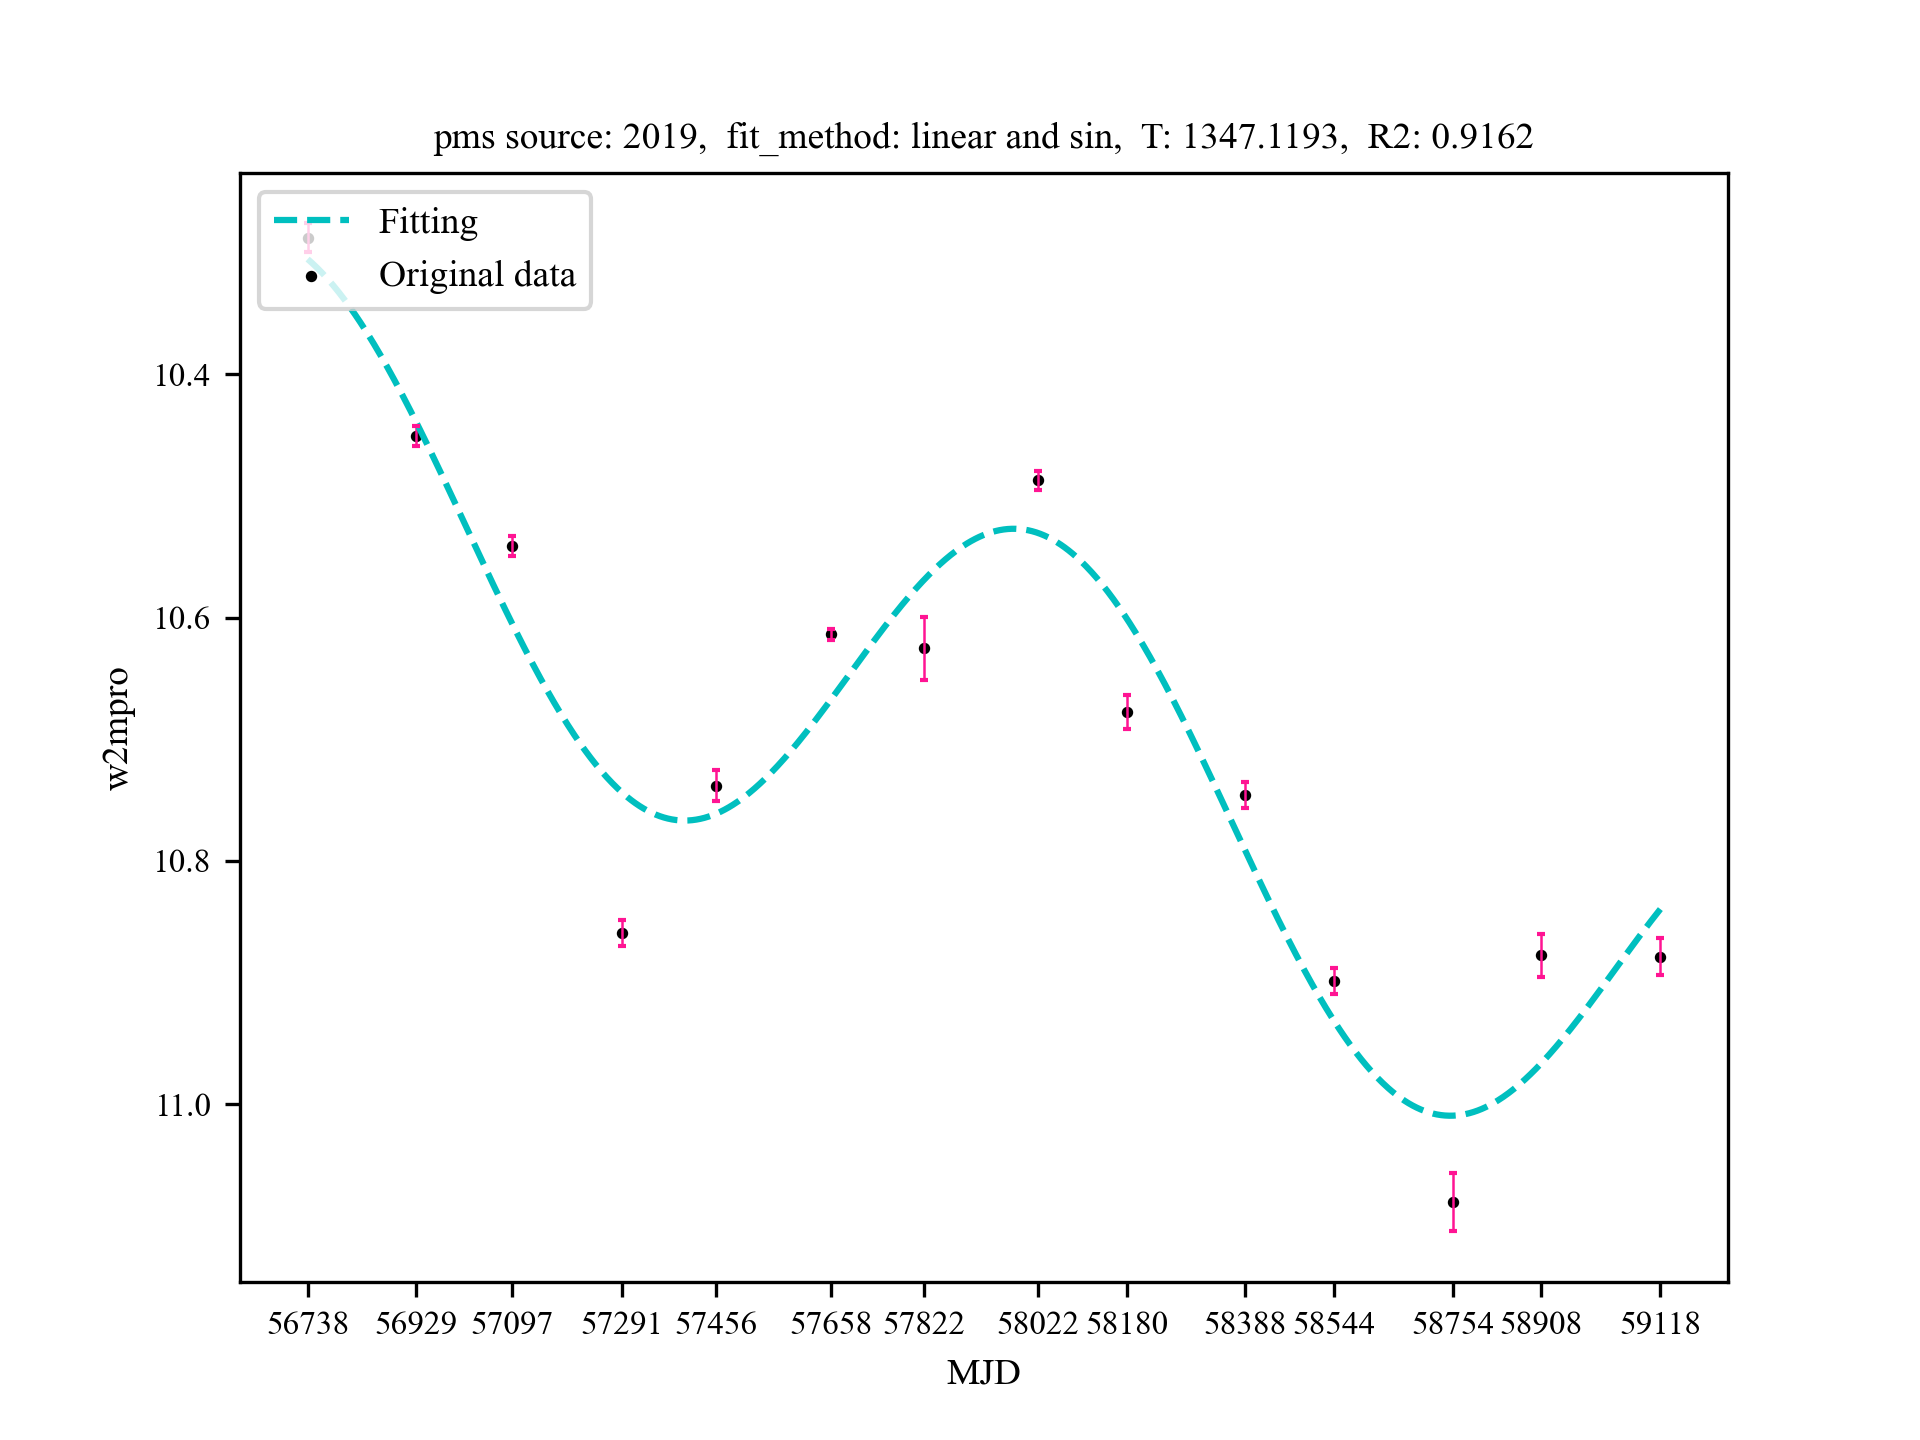 pms source: 2019, fit_method: linear and sin, T: 1347.1193, R2: 0.9162
Fitting
Original data
10.4
10.6
10.8
11.0
w2mpro
56738 56929 57097 57291 57456 57658 57822 58022 58180 58388 58544 58754 58908 59118
MJD